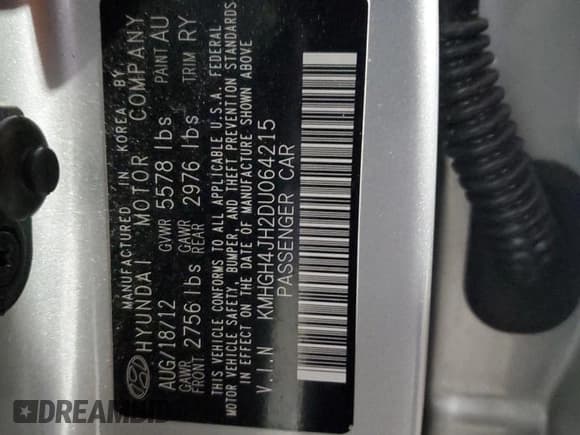 MANUFACTURED IN KOREA BY
HYUNDAI MOTOR COMPANY
AUG/18/12 GVWR 5578 lbs PAINT AU
GAWR FRONT 2756 lbs GAWR REAR 2976 lbs TRIM RY
THIS VEHICLE CONFORMS TO ALL APPLICABLE U.S.A. FEDERAL
MOTOR VEHICLE SAFETY, BUMPER, AND THEFT PREVENTION STANDARDS
IN EFFECT ON THE DATE OF MANUFACTURE SHOWN ABOVE
V.I.N KMHGH4JH2DU064215
PASSENGER CAR
DREAMBID